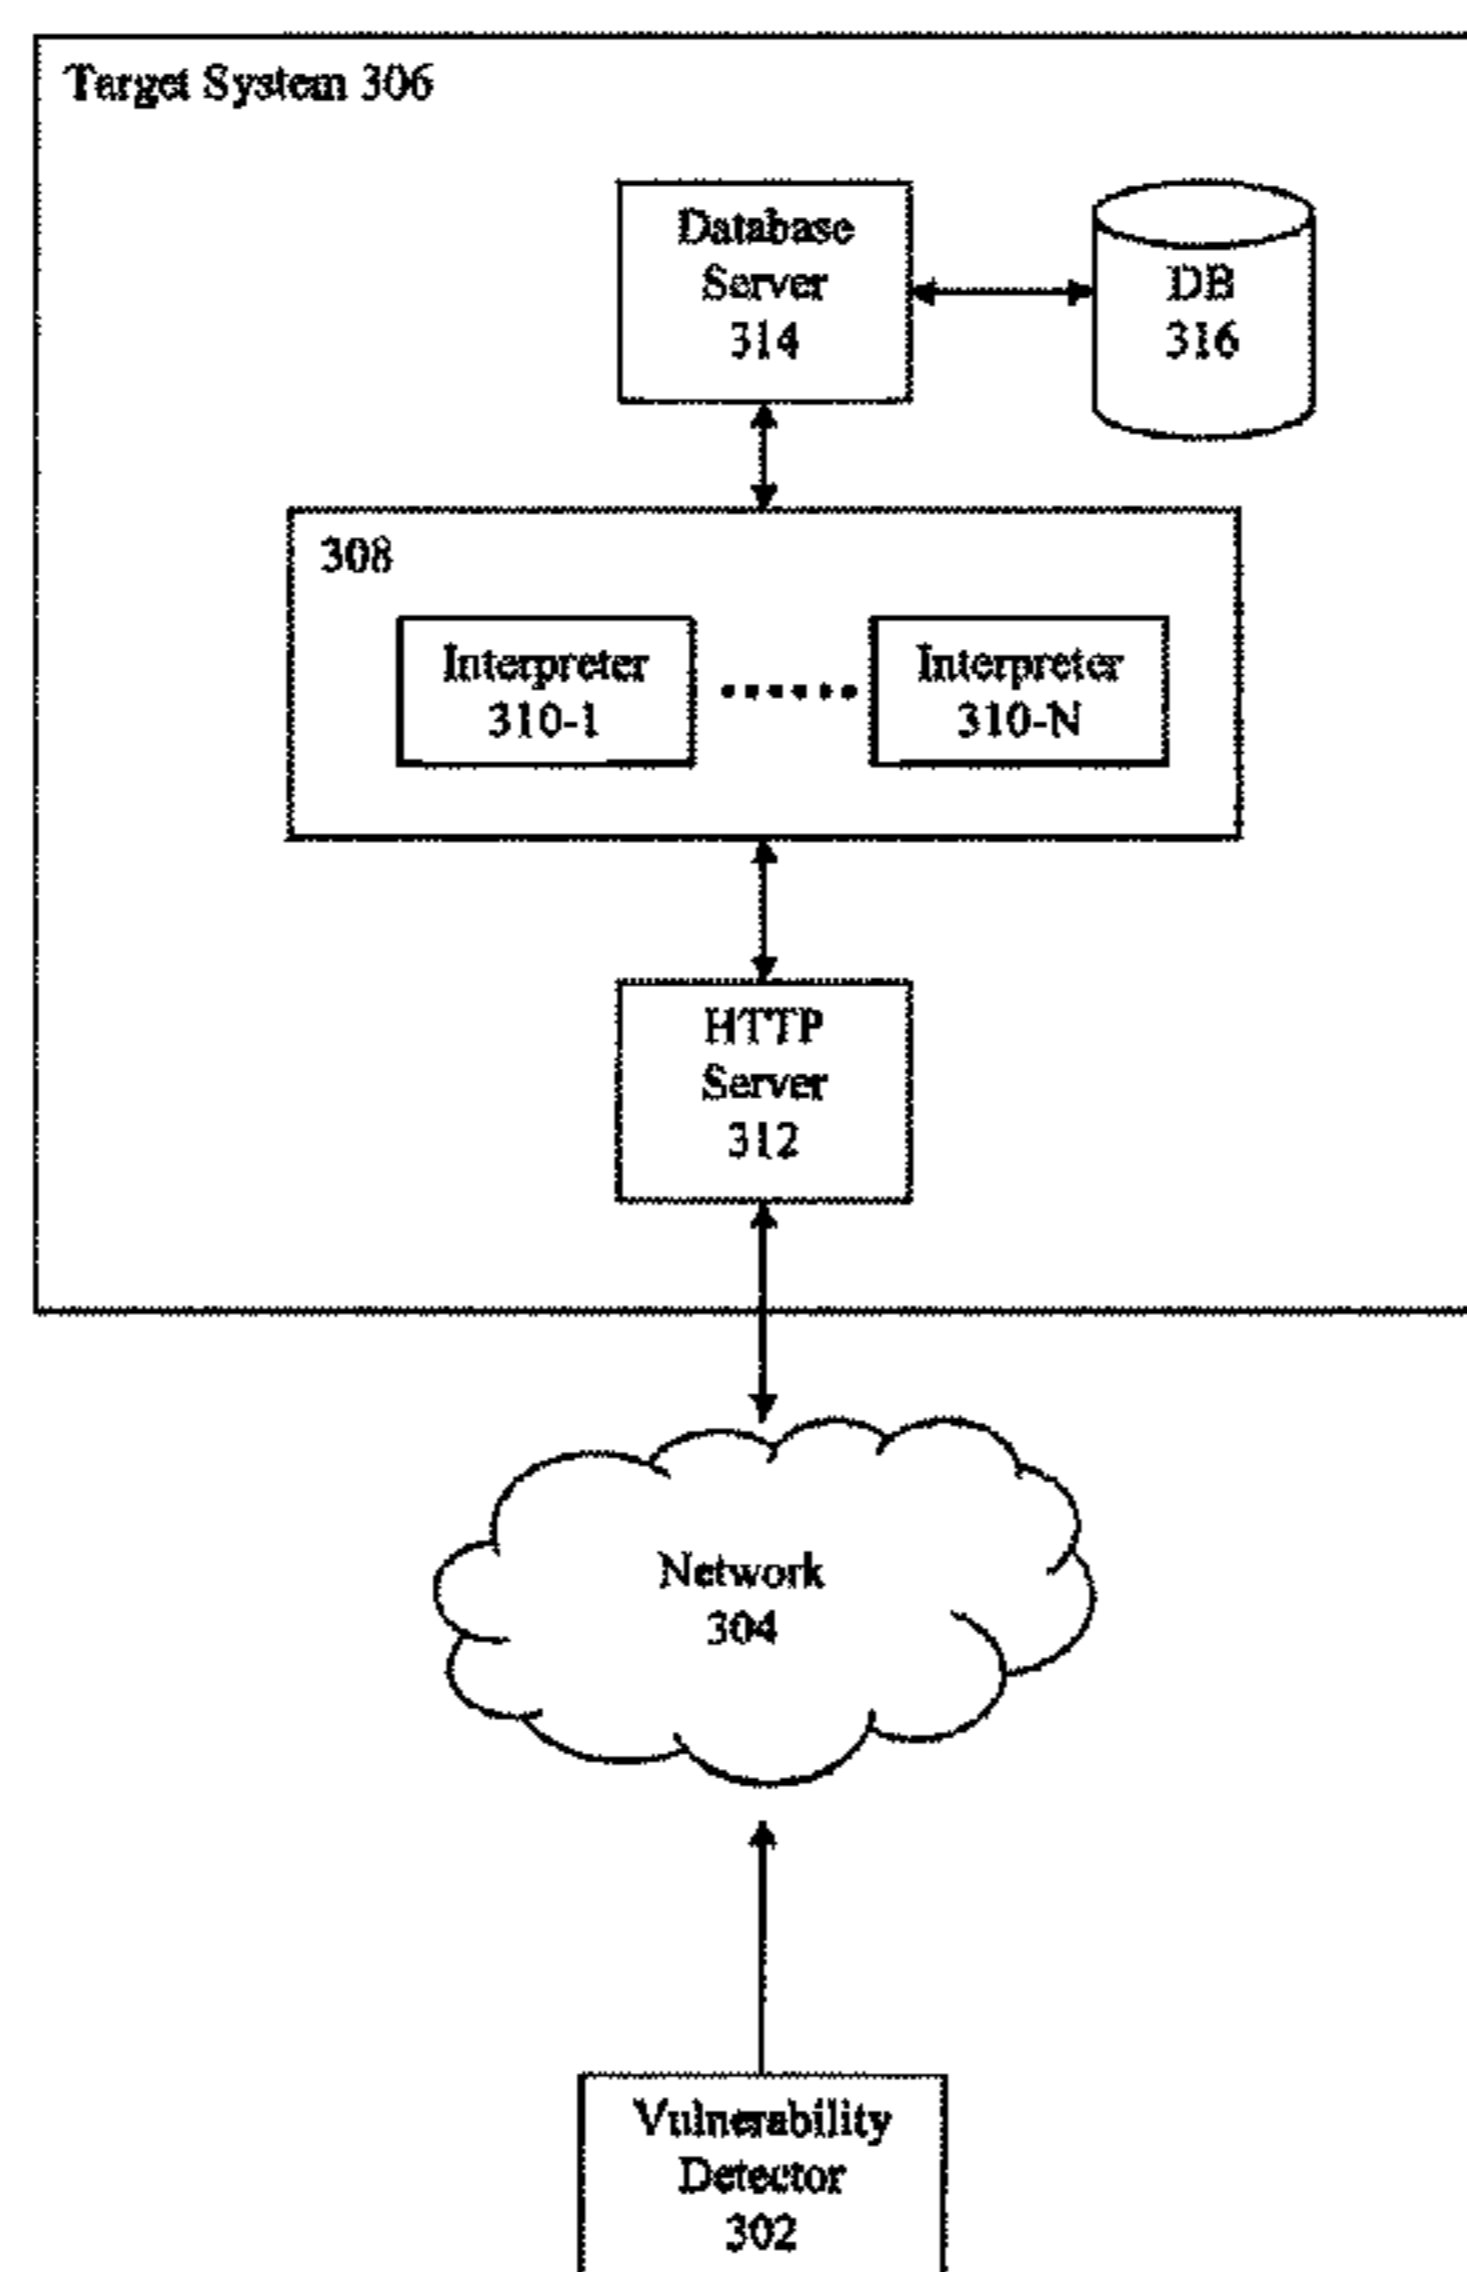 Target System 306
Database
Server
314
DB
316
308
Interpreter
310-1
Interpreter
310-N
HTTP
Server
312
Network
304
Vulnerability
Detector
302